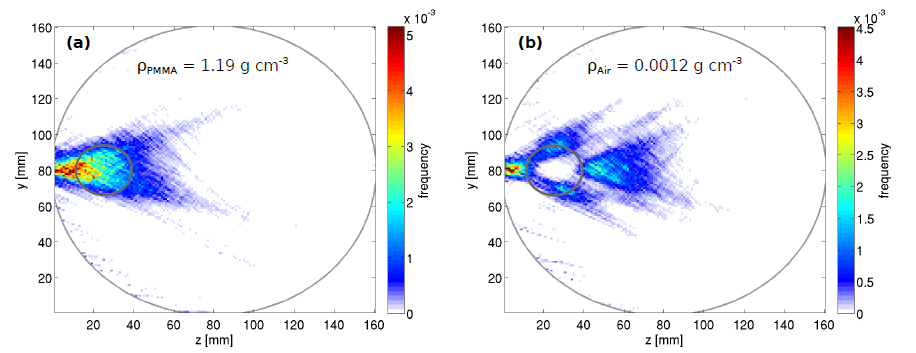 (a)
ρPMMA = 1.19 g cm-3
160
140
120
100
80
60
40
20
y [mm]
20 40 60 80 100 120 140 160
z [mm]
x 10-3
5
4
3
2
1
0
frequency
(b)
ρAir = 0.0012 g cm-3
160
140
120
100
80
60
40
20
y [mm]
20 40 60 80 100 120 140 160
z [mm]
x 10-3
4.5
4
3.5
3
2.5
2
1.5
1
0.5
0
frequency